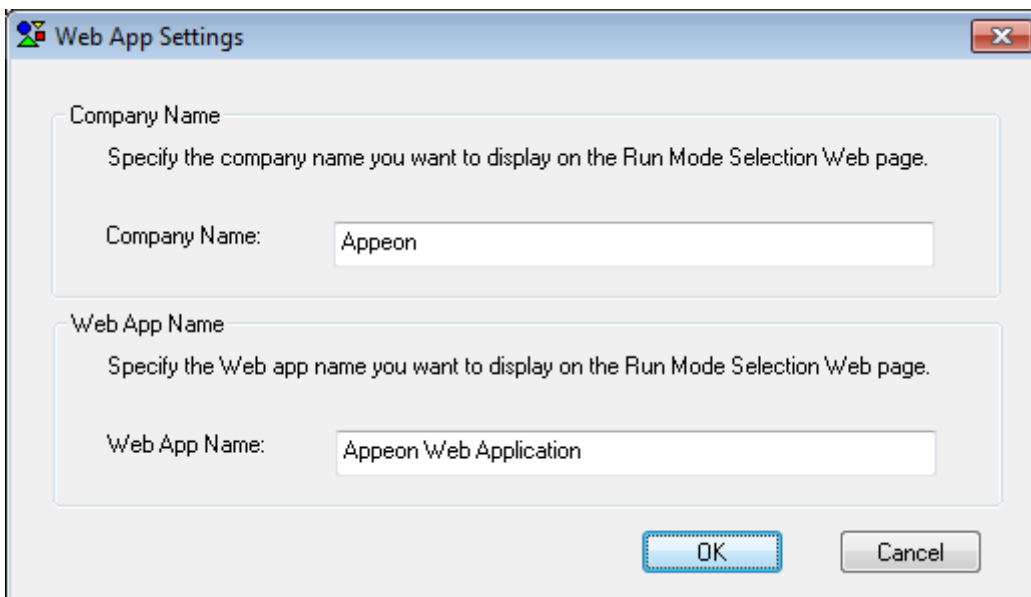 Web App Settings
Company Name
Specify the company name you want to display on the Run Mode Selection Web page.
Company Name: Appeon
Web App Name
Specify the Web app name you want to display on the Run Mode Selection Web page.
Web App Name: Appeon Web Application
OK Cancel